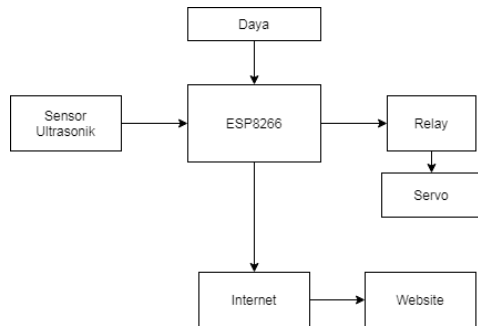 Daya
Sensor
Ultrasonik
ESP8266
Relay
Servo
Internet
Website